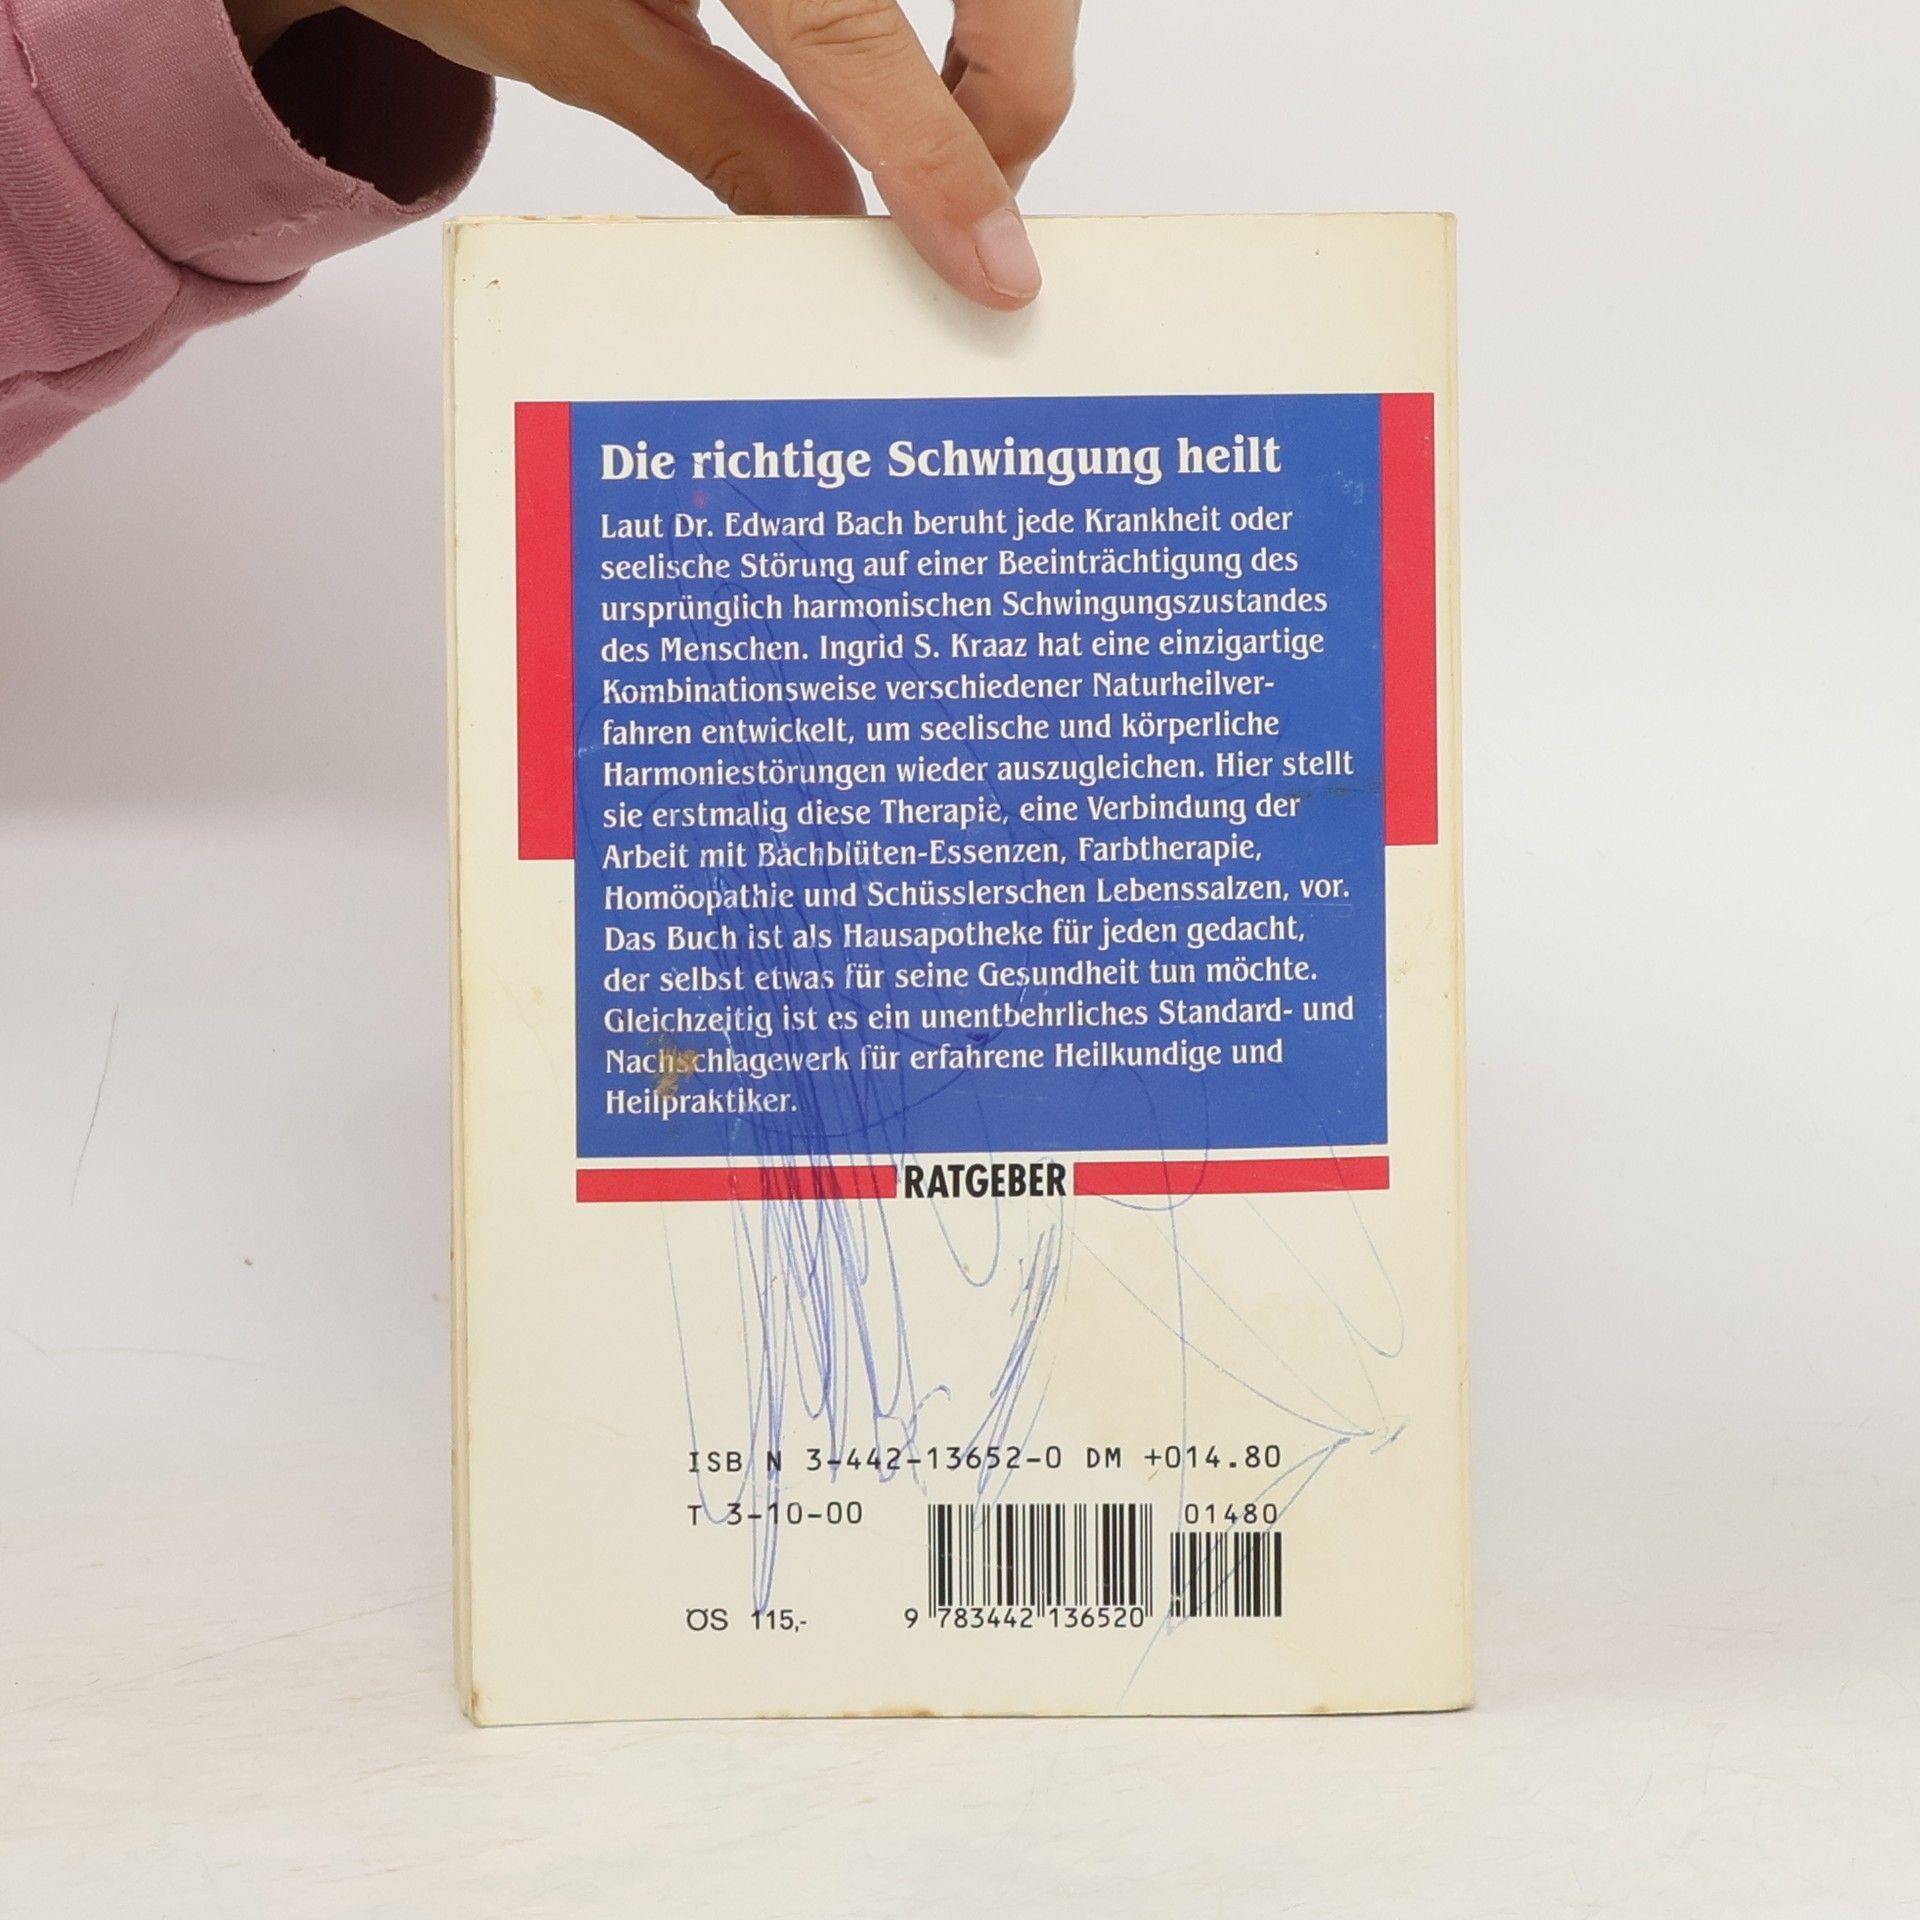 Die richtige Schwingung heilt
Laut Dr. Edward Bach beruht jede Krankheit oder
seelische Störung auf einer Beeinträchtigung des
ursprünglich harmonischen Schwingungszustandes
des Menschen. Ingrid S. Kraaz hat eine einzigartige
Kombinationsweise verschiedener Naturheilver-
fahren entwickelt, um seelische und körperliche
Harmoniestörungen wieder auszugleichen. Hier stellt
sie erstmalig diese Therapie, eine Verbindung der
Arbeit mit Bachblüten-Essenzen, Farbtherapie,
Homöopathie und Schüsslerschen Lebenssalzen, vor.
Das Buch ist als Hausapotheke für jeden gedacht,
der selbst etwas für seine Gesundheit tun möchte.
Gleichzeitig ist es ein unentbehrliches Standard- und
Nachschlagewerk für erfahrene Heilkundige und
Heilpraktiker.
RATGEBER
ISBN 3-442-13652-0 DM +014.80
T 3-10-00 01480
ÖS 115,- 9 783442 136520